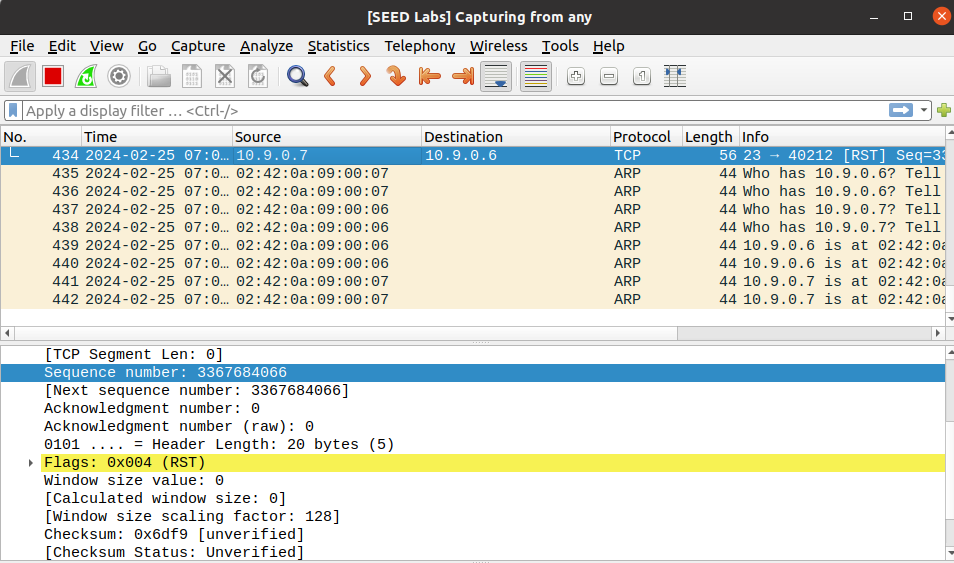 [SEED Labs] Capturing from any
File Edit View Go Capture Analyze Statistics Telephony Wireless Tools Help
Apply a display filter … <Ctrl-/>
No. Time Source Destination Protocol Length Info
434 2024-02-25 07:0… 10.9.0.7 10.9.0.6 TCP 56 23 → 40212 [RST] Seq=33
435 2024-02-25 07:0… 02:42:0a:09:00:07 ARP 44 Who has 10.9.0.6? Tell
436 2024-02-25 07:0… 02:42:0a:09:00:07 ARP 44 Who has 10.9.0.6? Tell
437 2024-02-25 07:0… 02:42:0a:09:00:06 ARP 44 Who has 10.9.0.7? Tell
438 2024-02-25 07:0… 02:42:0a:09:00:06 ARP 44 Who has 10.9.0.7? Tell
439 2024-02-25 07:0… 02:42:0a:09:00:06 ARP 44 10.9.0.6 is at 02:42:0a
440 2024-02-25 07:0… 02:42:0a:09:00:06 ARP 44 10.9.0.6 is at 02:42:0a
441 2024-02-25 07:0… 02:42:0a:09:00:07 ARP 44 10.9.0.7 is at 02:42:0a
442 2024-02-25 07:0… 02:42:0a:09:00:07 ARP 44 10.9.0.7 is at 02:42:0a
[TCP Segment Len: 0]
Sequence number: 3367684066
[Next sequence number: 3367684066]
Acknowledgment number: 0
Acknowledgment number (raw): 0
0101 .... = Header Length: 20 bytes (5)
Flags: 0x004 (RST)
Window size value: 0
[Calculated window size: 0]
[Window size scaling factor: 128]
Checksum: 0x6df9 [unverified]
[Checksum Status: Unverified]